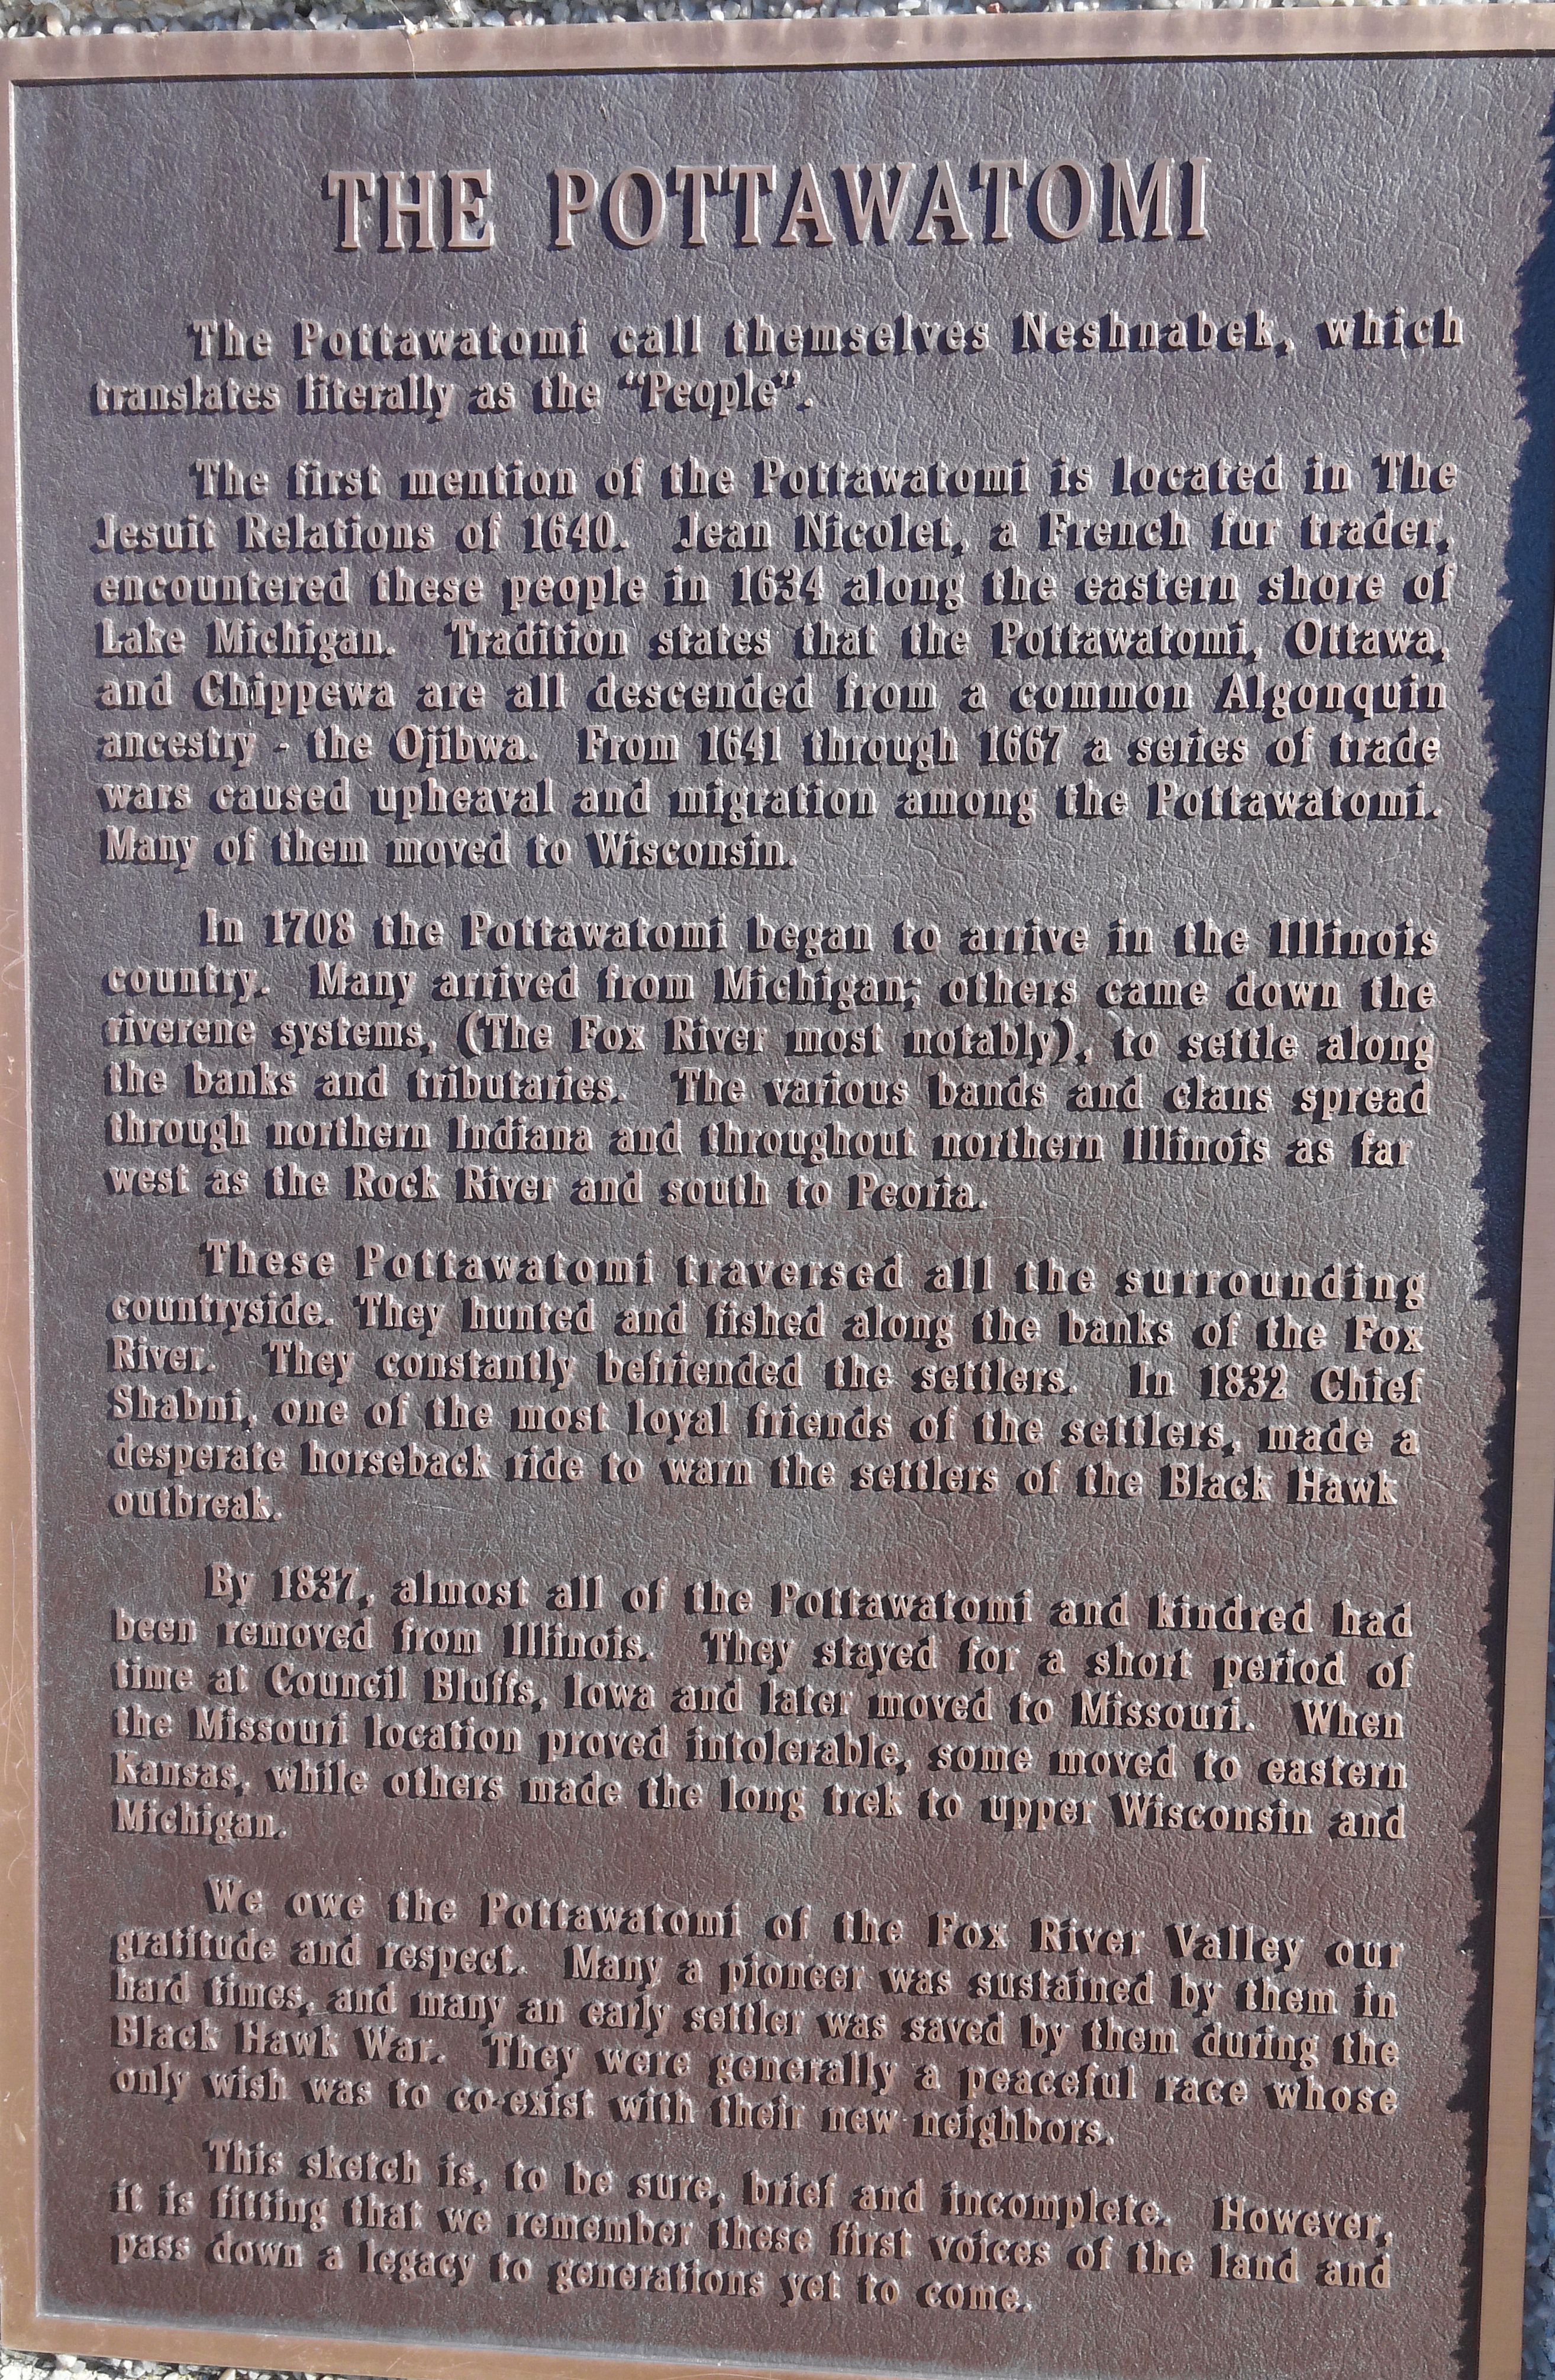 THE POTTAWATOMI
The Pottawatomi call themselves Neshnabek, which
translates literally as the “People”.
The first mention of the Pottawatomi is located in The
Jesuit Relations of 1640. Jean Nicolet, a French fur trader,
encountered these people in 1634 along the eastern shore of
Lake Michigan. Tradition states that the Pottawatomi, Ottawa,
and Chippewa are all descended from a common Algonquin
ancestry - the Ojibwa. From 1641 through 1667 a series of trade
wars caused upheaval and migration among the Pottawatomi.
Many of them moved to Wisconsin.
In 1708 the Pottawatomi began to arrive in the Illinois
country. Many arrived from Michigan; others came down the
riverene systems, (The Fox River most notably), to settle along
the banks and tributaries. The various bands and clans spread
through northern Indiana and throughout northern Illinois as far
west as the Rock River and south to Peoria.
These Pottawatomi traversed all the surrounding
countryside. They hunted and fished along the banks of the Fox
River. They constantly befriended the settlers. In 1832 Chief
Shabni, one of the most loyal friends of the settlers, made a
desperate horseback ride to warn the settlers of the Black Hawk
outbreak.
By 1837, almost all of the Pottawatomi and kindred had
been removed from Illinois. They stayed for a short period of
time at Council Bluffs, Iowa and later moved to Missouri. When
the Missouri location proved intolerable, some moved to eastern
Kansas, while others made the long trek to upper Wisconsin and
Michigan.
We owe the Pottawatomi of the Fox River Valley our
gratitude and respect. Many a pioneer was sustained by them in
hard times, and many an early settler was saved by them during the
Black Hawk War. They were generally a peaceful race whose
only wish was to co-exist with their new neighbors.
This sketch is, to be sure, brief and incomplete. However,
it is fitting that we remember these first voices of the land and
pass down a legacy to generations yet to come.